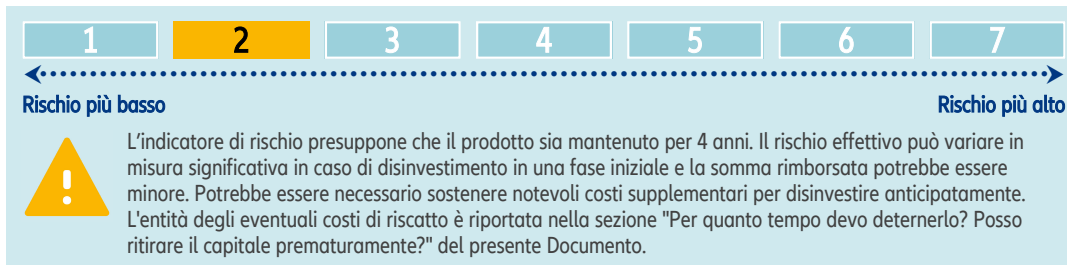 1 2 3 4 5 6 7
Rischio più basso Rischio più alto
L'indicatore di rischio presuppone che il prodotto sia mantenuto per 4 anni. Il rischio effettivo può variare in
misura significativa in caso di disinvestimento in una fase iniziale e la somma rimborsata potrebbe essere
minore. Potrebbe essere necessario sostenere notevoli costi supplementari per disinvestire anticipatamente.
L'entità degli eventuali costi di riscatto è riportata nella sezione "Per quanto tempo devo deternerlo? Posso
ritirare il capitale prematuramente?" del presente Documento.